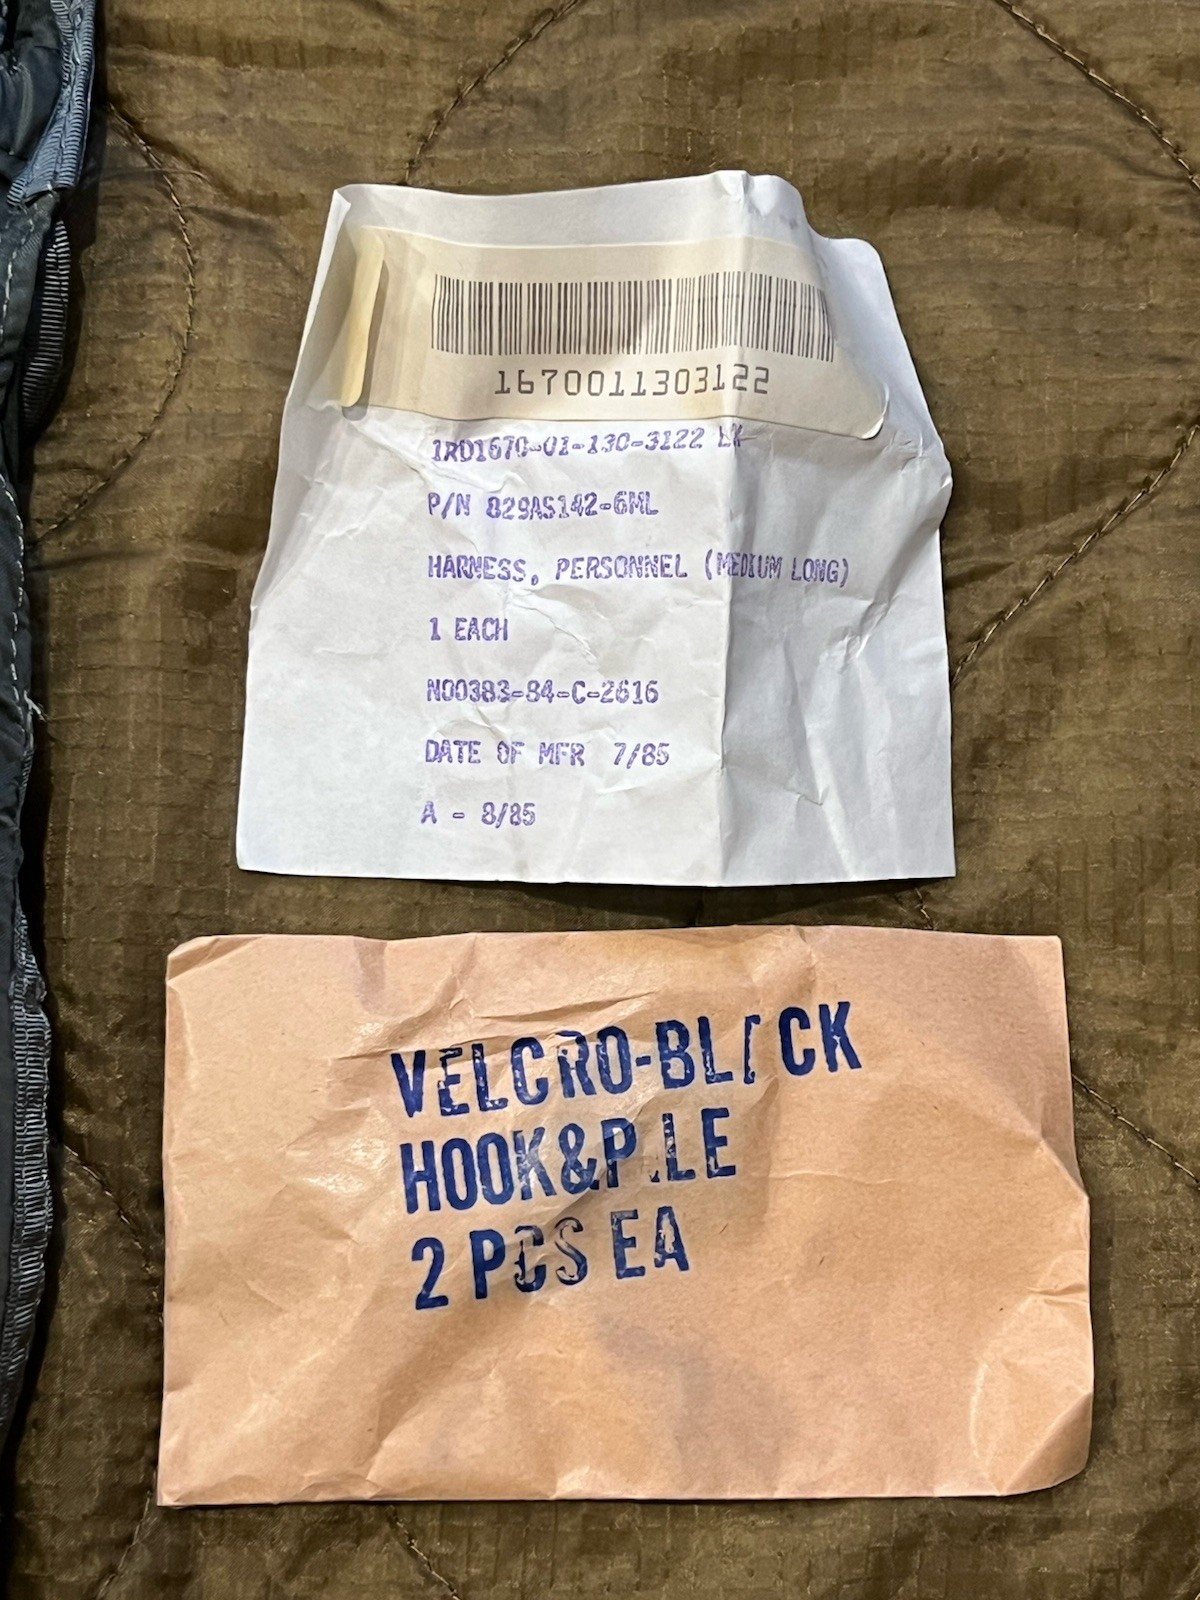 1670011303122
1RD1670-01-130-3122 LX
P/N 829AS142-6ML
HARNESS, PERSONNEL (MEDIUM LONG)
1 EACH
N00383-84-C-2616
DATE OF MFR 7/85
A - 8/85
VELCRO-BLACK
HOOK&PILE
2 PCS EA